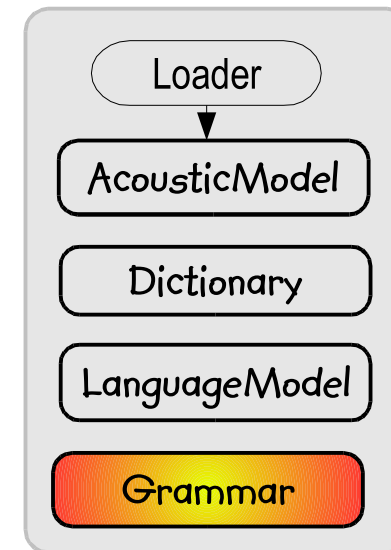 Loader
AcousticModel
Dictionary
LanguageModel
Grammar